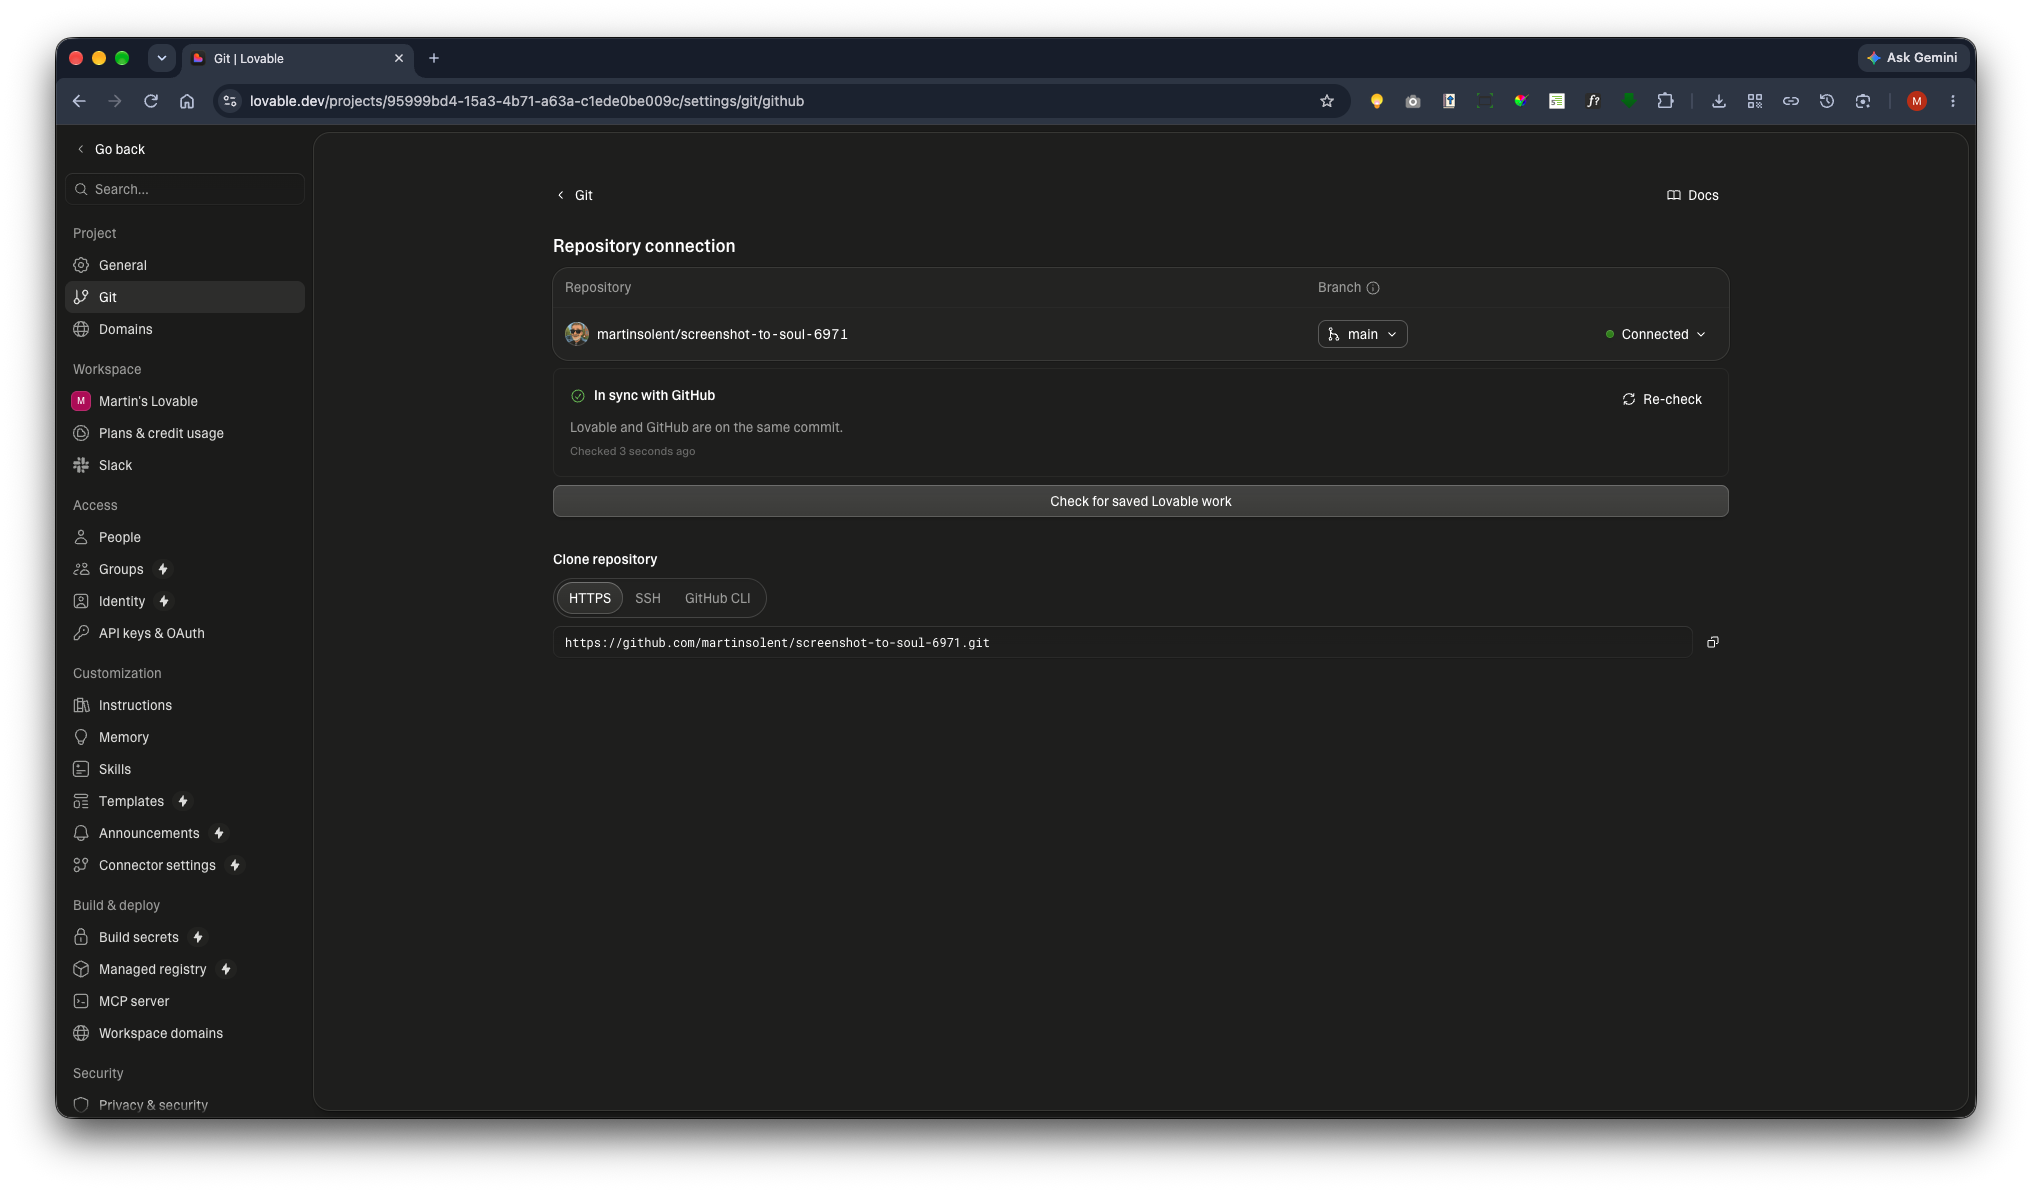 Git | Lovable
Ask Gemini
lovable.dev/projects/95999bd4-15a3-4b71-a63a-c1ede0be009c/settings/git/github
f?
M
Go back
Search...
Project
General
Git
Domains
Workspace
M Martin's Lovable
Plans & credit usage
Slack
Access
People
Groups
Identity
API keys & OAuth
Customization
Instructions
Memory
Skills
Templates
Announcements
Connector settings
Build & deploy
Build secrets
Managed registry
MCP server
Workspace domains
Security
Privacy & security
Git
Docs
Repository connection
Repository Branch
martinsolent/screenshot-to-soul-6971 main Connected
In sync with GitHub
Re-check
Lovable and GitHub are on the same commit.
Checked 3 seconds ago
Check for saved Lovable work
Clone repository
HTTPS SSH GitHub CLI
https://github.com/martinsolent/screenshot-to-soul-6971.git